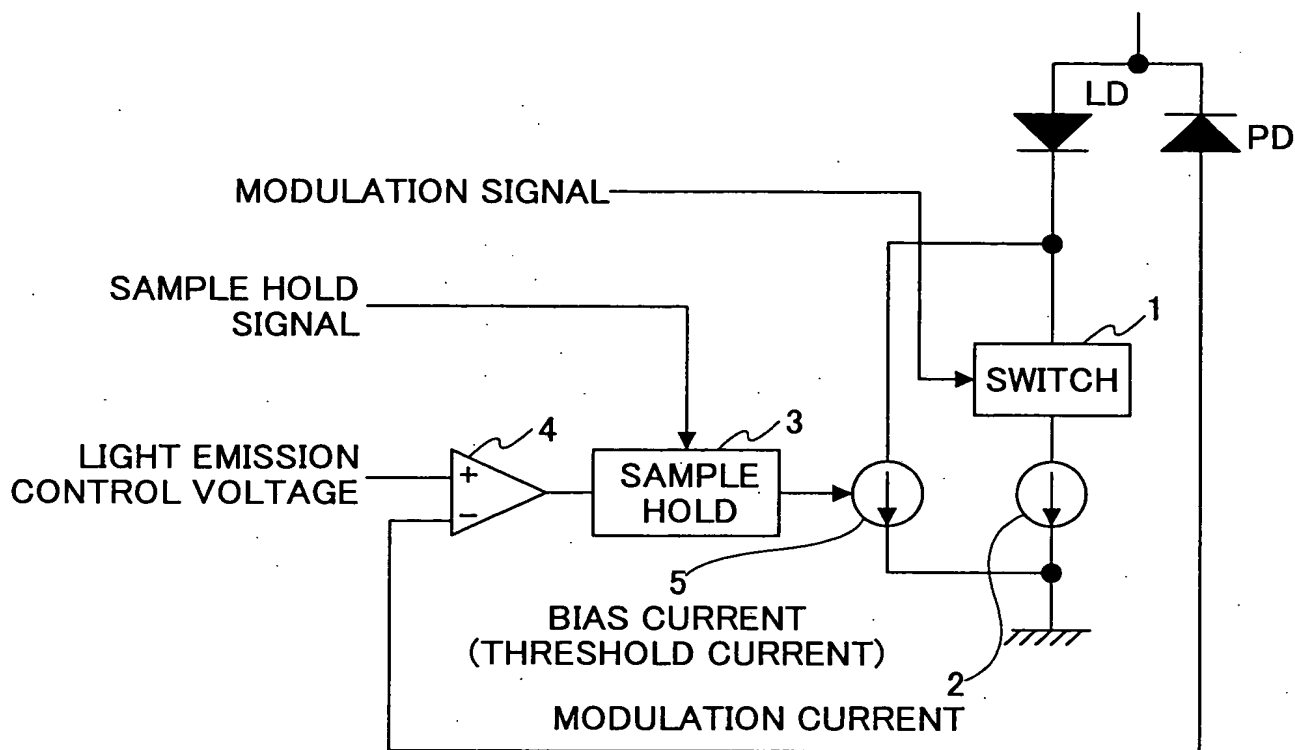 LD
PD
MODULATION SIGNAL
SAMPLE HOLD
SIGNAL
1
SWITCH
4
3
LIGHT EMISSION
CONTROL VOLTAGE
+
−
SAMPLE
HOLD
5
BIAS CURRENT
(THRESHOLD CURRENT)
2
MODULATION CURRENT